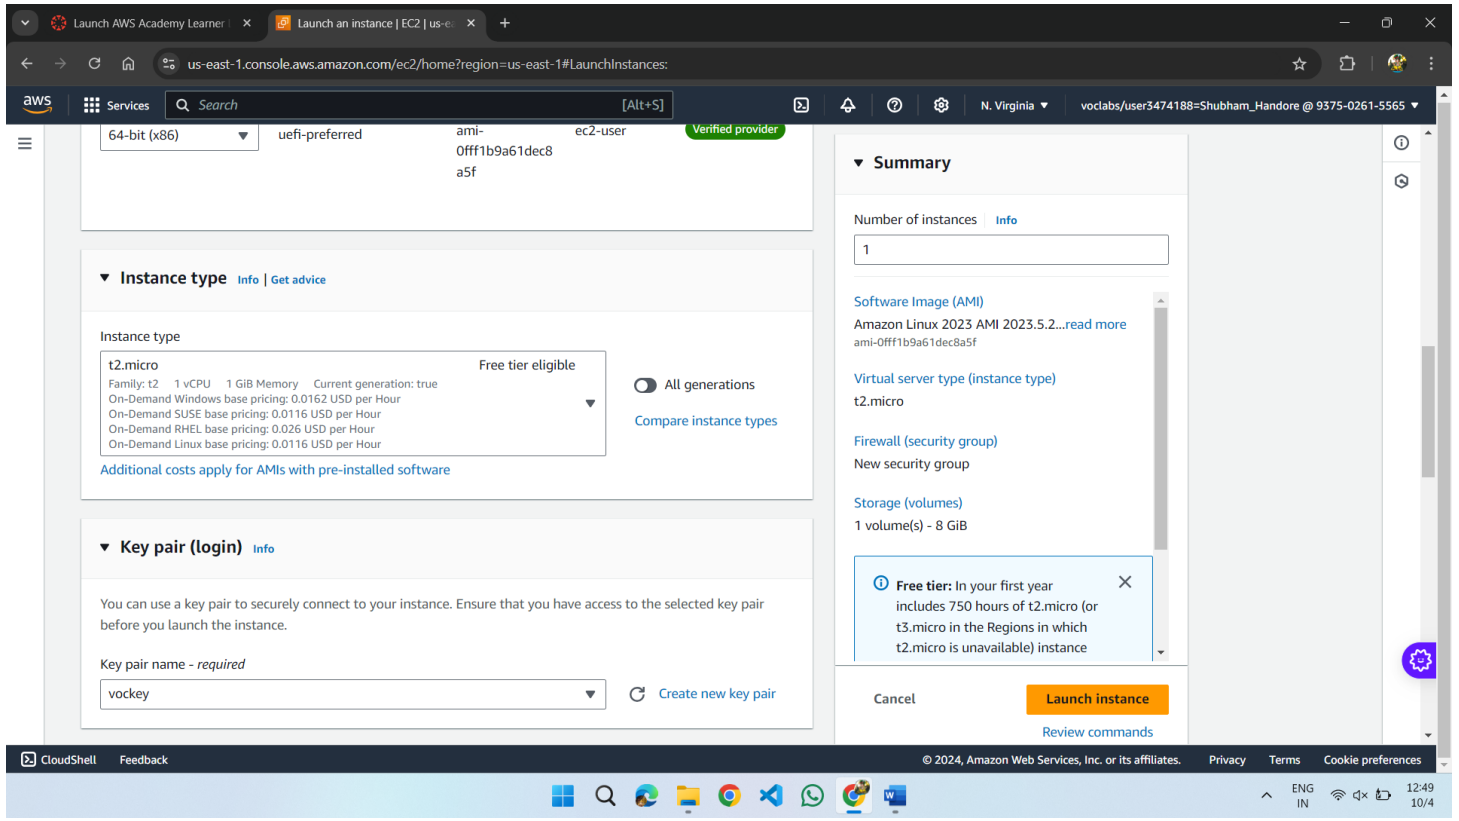 Launch AWS Academy Learner
Launch an instance | EC2 | us-ea
us-east-1.console.aws.amazon.com/ec2/home?region=us-east-1#LaunchInstances:
aws
Services
Search
[Alt+S]
N. Virginia
voclabs/user3474188=Shubham_Handore @ 9375-0261-5565
64-bit (x86)
uefi-preferred
ami-
0fff1b9a61dec8
a5f
ec2-user
Verified provider
Instance type Info | Get advice
Instance type
t2.micro
Free tier eligible
Family: t2 1 vCPU 1 GiB Memory Current generation: true
On-Demand Windows base pricing: 0.0162 USD per Hour
On-Demand SUSE base pricing: 0.0116 USD per Hour
On-Demand RHEL base pricing: 0.026 USD per Hour
On-Demand Linux base pricing: 0.0116 USD per Hour
All generations
Compare instance types
Additional costs apply for AMIs with pre-installed software
Key pair (login) Info
You can use a key pair to securely connect to your instance. Ensure that you have access to the selected key pair
before you launch the instance.
Key pair name - required
vockey
Create new key pair
Summary
Number of instances Info
1
Software Image (AMI)
Amazon Linux 2023 AMI 2023.5.2...read more
ami-0fff1b9a61dec8a5f
Virtual server type (instance type)
t2.micro
Firewall (security group)
New security group
Storage (volumes)
1 volume(s) - 8 GiB
Free tier: In your first year
includes 750 hours of t2.micro (or
t3.micro in the Regions in which
t2.micro is unavailable) instance
Cancel
Launch instance
Review commands
CloudShell
Feedback
© 2024, Amazon Web Services, Inc. or its affiliates.
Privacy
Terms
Cookie preferences
ENG
IN
12:49
10/4